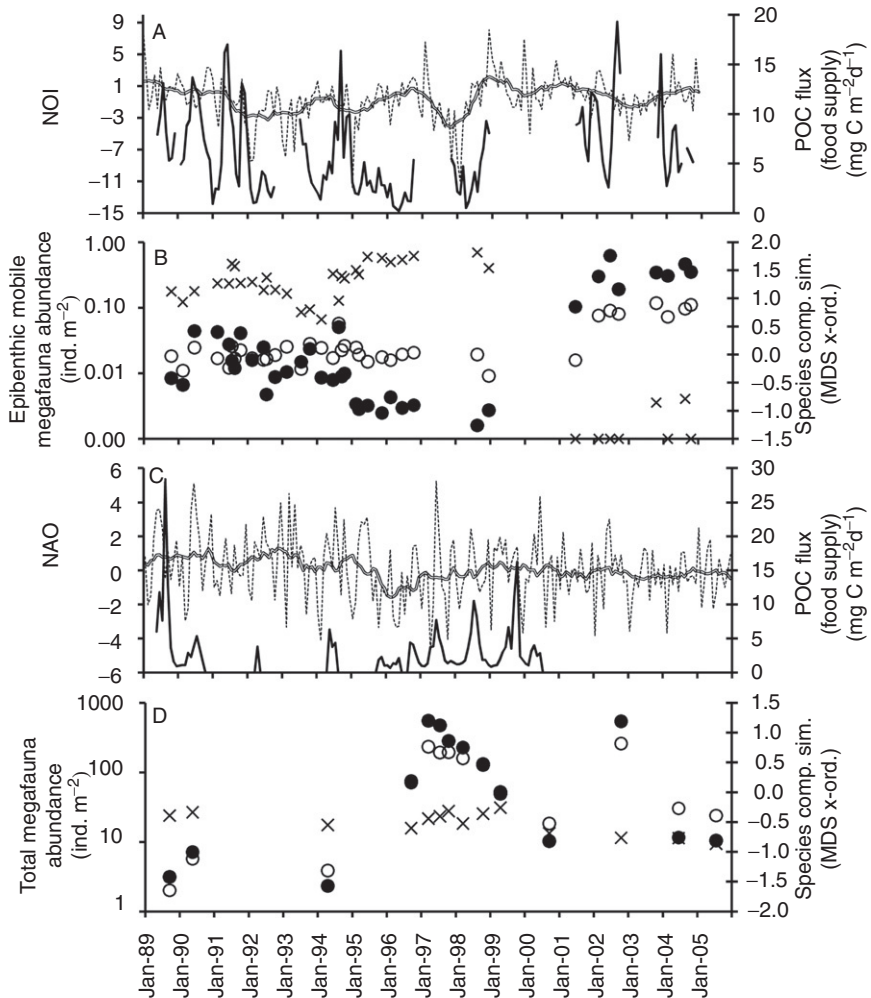 A
9
5
1
−3
−7
−11
−15
NOI
20
15
10
5
0
POC flux
(food supply)
(mg C m−2d−1)
B
1.00
0.10
0.01
0.00
Epibenthic mobile
megafauna abundance
(ind. m−2)
2.0
1.5
1.0
0.5
0.0
−0.5
−1.0
−1.5
Species comp. sim.
(MDS x-ord.)
C
6
4
2
0
−2
−4
−6
NAO
30
25
20
15
10
5
0
POC flux
(food supply)
(mg C m−2d−1)
D
1000
100
10
1
Total megafauna
abundance
(ind. m−2)
1.5
1.0
0.5
0.0
−0.5
−1.0
−1.5
−2.0
Species comp. sim.
(MDS x-ord.)
Jan-89
Jan-90
Jan-91
Jan-92
Jan-93
Jan-94
Jan-95
Jan-96
Jan-97
Jan-98
Jan-99
Jan-00
Jan-01
Jan-02
Jan-03
Jan-04
Jan-05